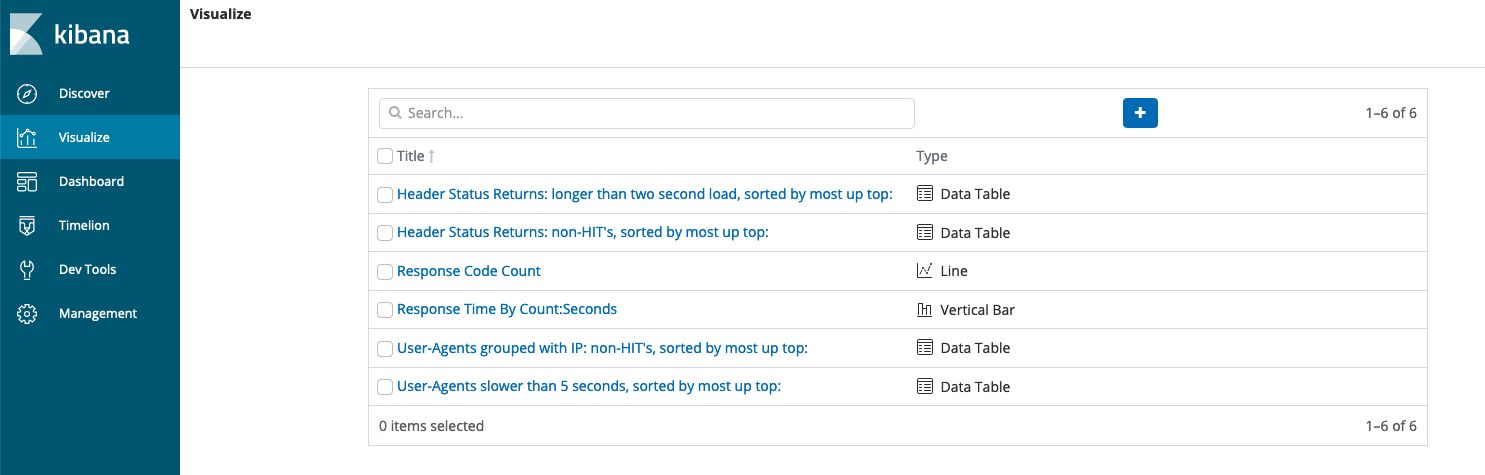 Visualize
kibana
Discover
Visualize
Dashboard
Timelion
Dev Tools
Management
Search...
1–6 of 6
Title Type
Header Status Returns: longer than two second load, sorted by most up top: Data Table
Header Status Returns: non-HIT's, sorted by most up top: Data Table
Response Code Count Line
Response Time By Count:Seconds Vertical Bar
User-Agents grouped with IP: non-HIT's, sorted by most up top: Data Table
User-Agents slower than 5 seconds, sorted by most up top: Data Table
0 items selected 1–6 of 6